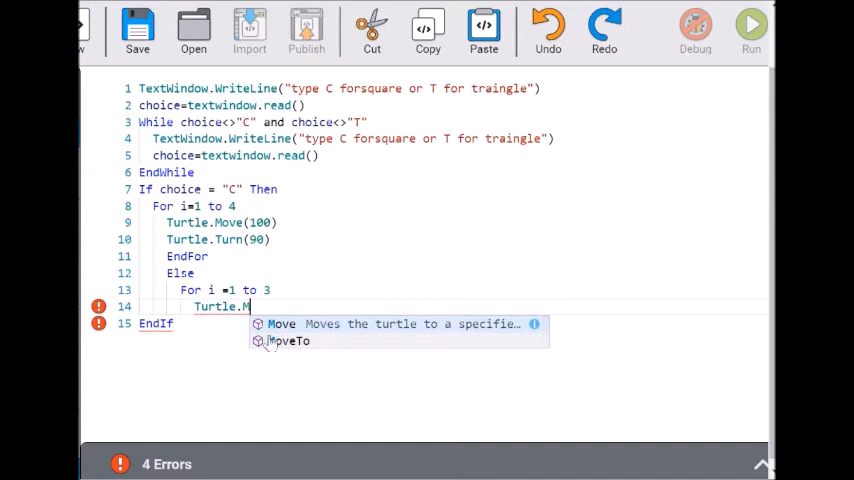 w Save Open Import Publish Cut Copy Paste Undo Redo Debug Run
1 TextWindow.WriteLine("type C forsquare or T for traingle")
2 choice=textwindow.read()
3 While choice<>"C" and choice<>"T"
4 TextWindow.WriteLine("type C forsquare or T for traingle")
5 choice=textwindow.read()
6 EndWhile
7 If choice = "C" Then
8 For i=1 to 4
9 Turtle.Move(100)
10 Turtle.Turn(90)
11 EndFor
12 Else
13 For i =1 to 3
14 Turtle.M
Move Moves the turtle to a specifie...
15 EndIf
MoveTo
4 Errors